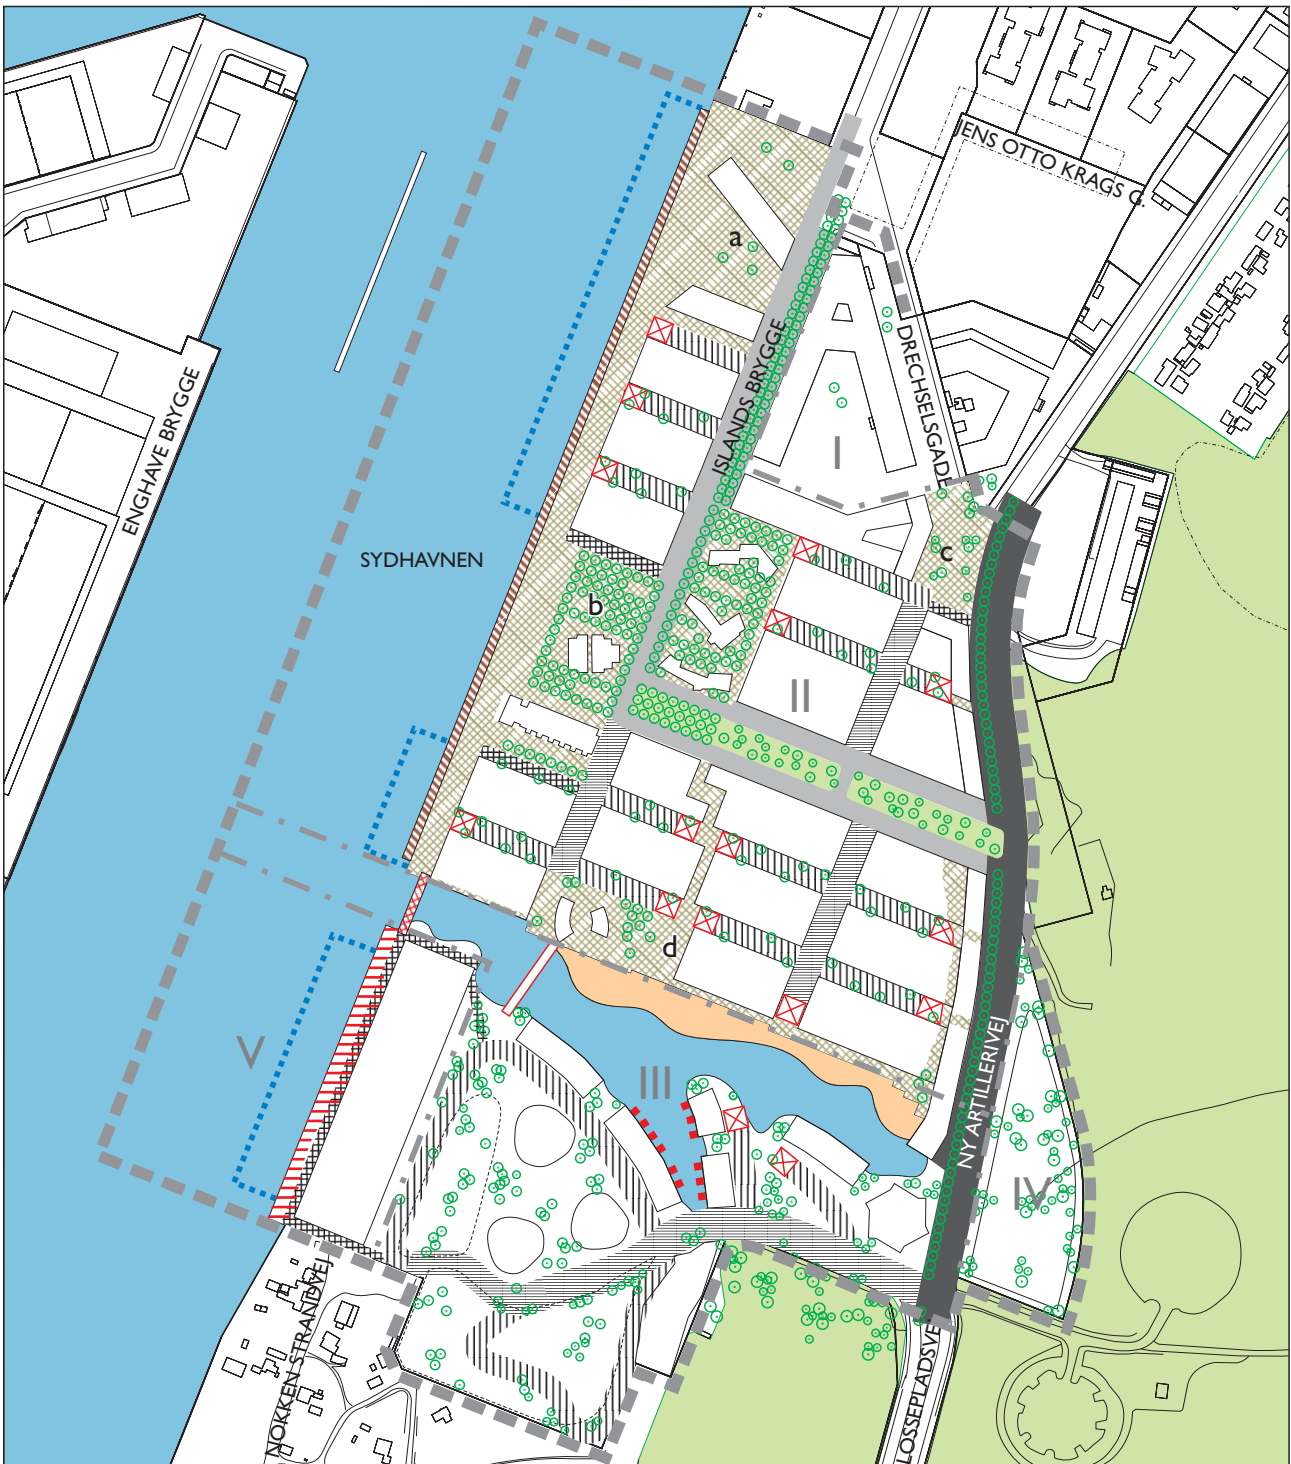 JENS OTTO KRAGS G.
a
ISLANDS BRYGGE
DRECHSELSGADE
ENGHAVE BRYGGE
I
SYDHAVNEN
c
b
II
d
V
III
NY ARTILLERIVEJ
IV
NOKKEN STRANDVEJ
LOSSEPLADSVEJ